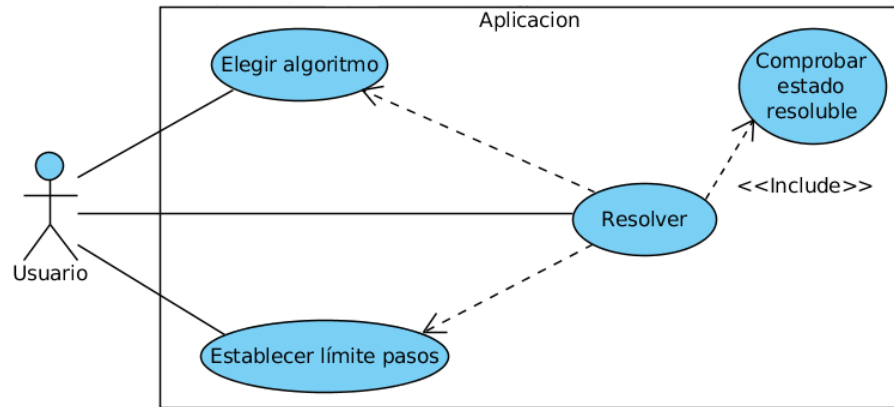 Aplicacion
Elegir algoritmo
Comprobar
estado
resoluble
<<Include>>
Resolver
Usuario
Establecer límite pasos